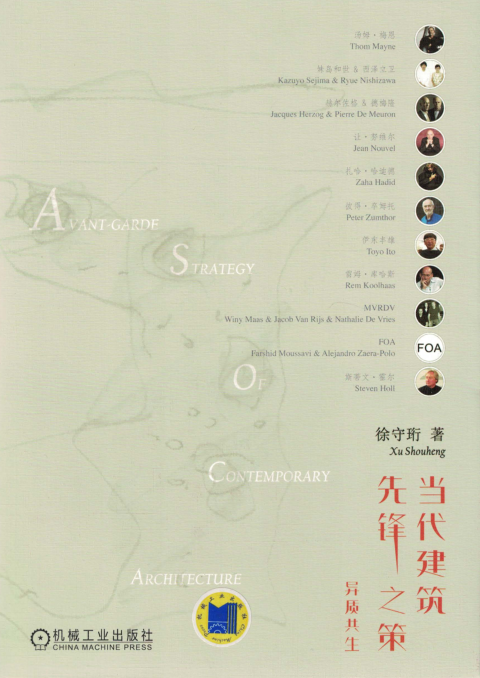 汤姆·梅恩
Thom Mayne
妹岛和世 & 西泽立卫
Kazuyo Sejima & Ryue Nishizawa
赫尔佐格 & 德梅隆
Jacques Herzog & Pierre De Meuron
让·努维尔
Jean Nouvel
扎哈·哈迪德
Zaha Hadid
彼得·卒姆托
Peter Zumthor
伊东丰雄
Toyo Ito
雷姆·库哈斯
Rem Koolhaas
MVRDV
Winy Maas & Jacob Van Rijs & Nathalie De Vries
FOA
Farshid Moussavi & Alejandro Zaera-Polo
FOA
斯蒂文·霍尔
Steven Holl
AVANT-GARDE
STRATEGY
OF
CONTEMPORARY
ARCHITECTURE
徐守珩 著
Xu Shouheng
当代建筑
先锋之策
异质共生
机械工业出版社
CHINA MACHINE PRESS